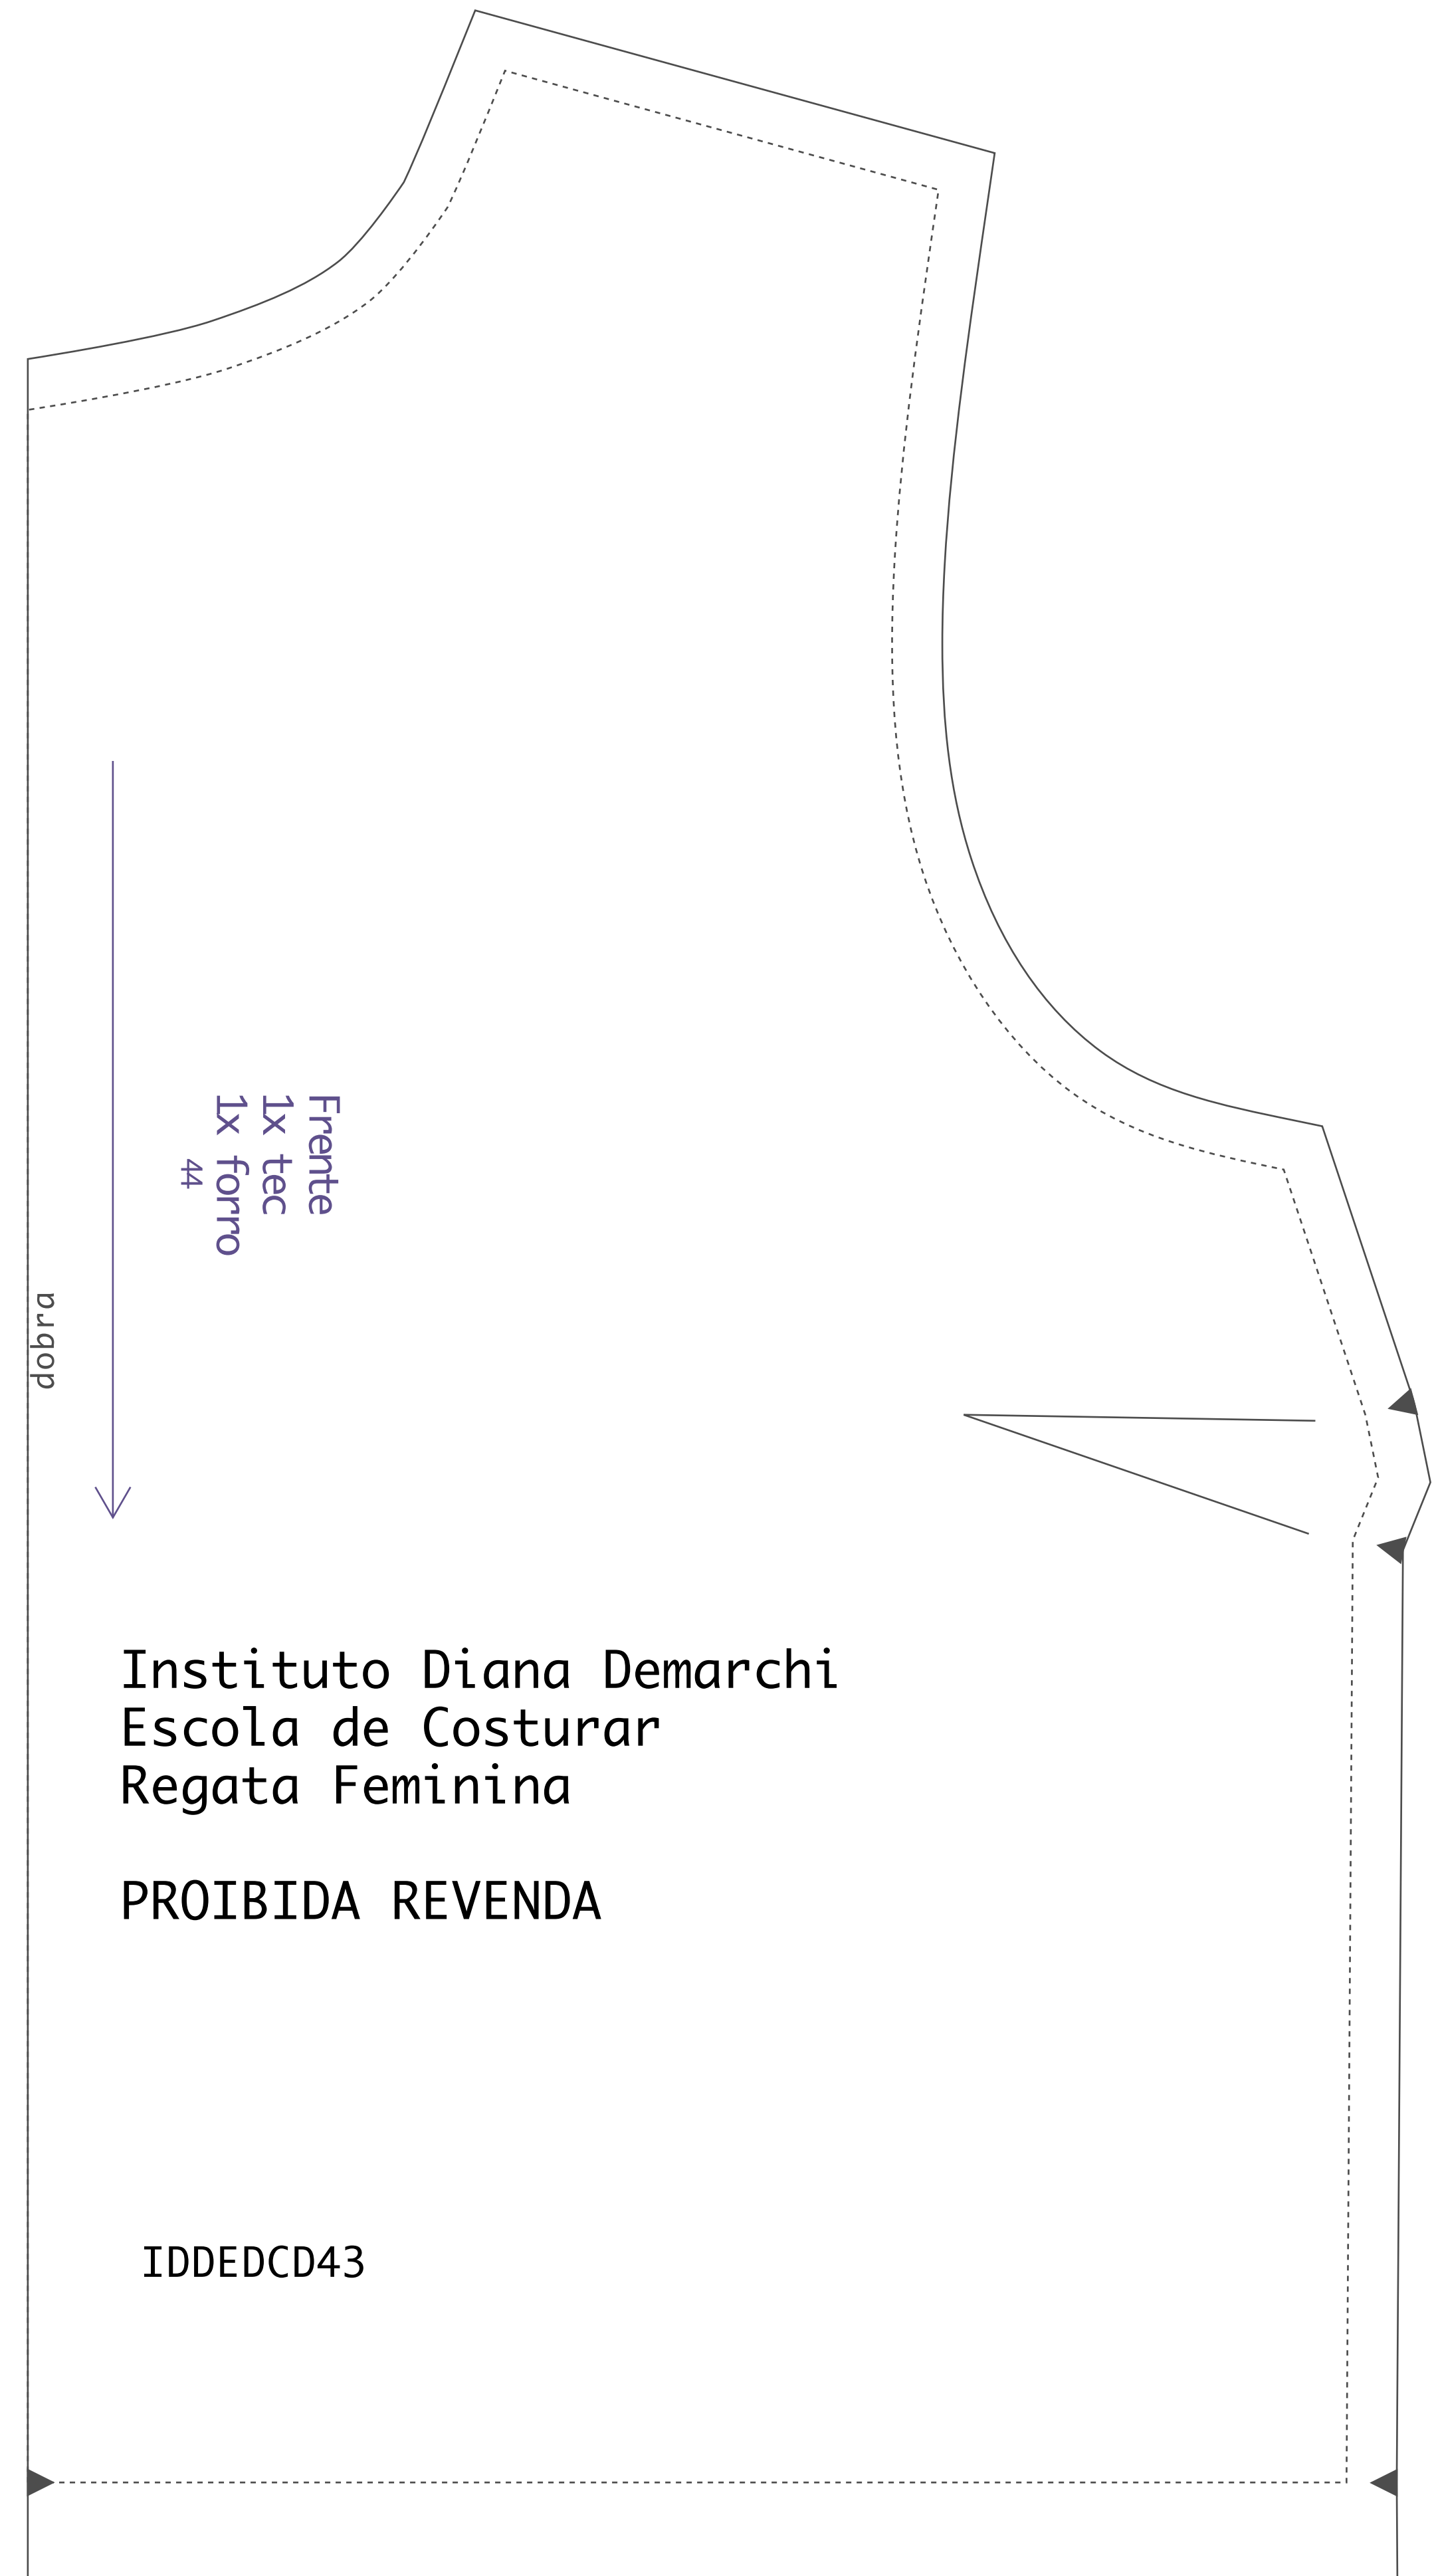 Frente
1x tec
1x forro
44
dobra
Instituto Diana Demarchi
Escola de Costurar
Regata Feminina
PROIBIDA REVENDA
IDDEDCD43